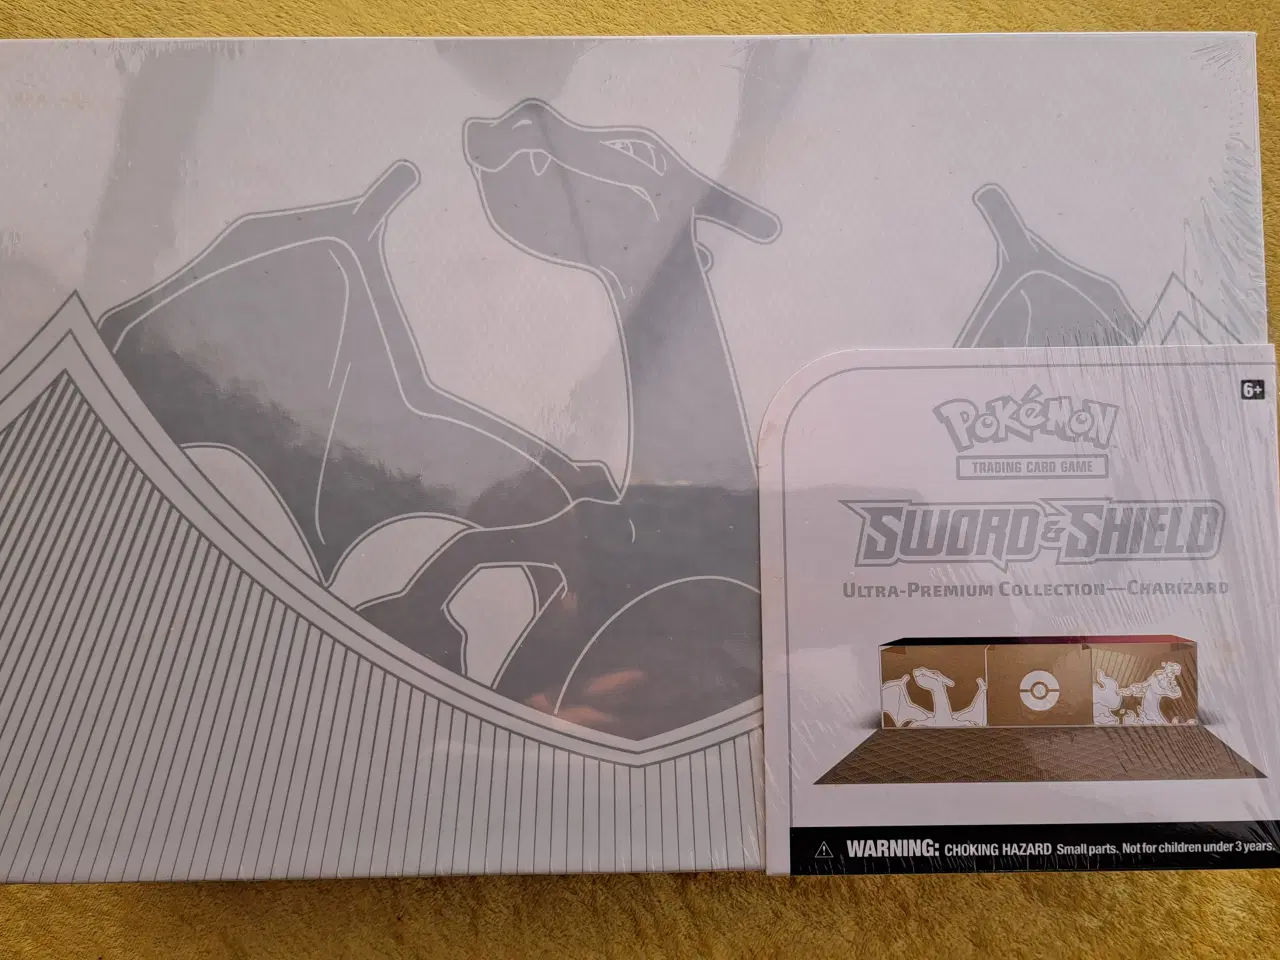 6+
POKéMON
TRADING CARD GAME
SWORD & SHIELD
ULTRA-PREMIUM COLLECTION—CHARIZARD
WARNING: CHOKING HAZARD Small parts. Not for children under 3 years.